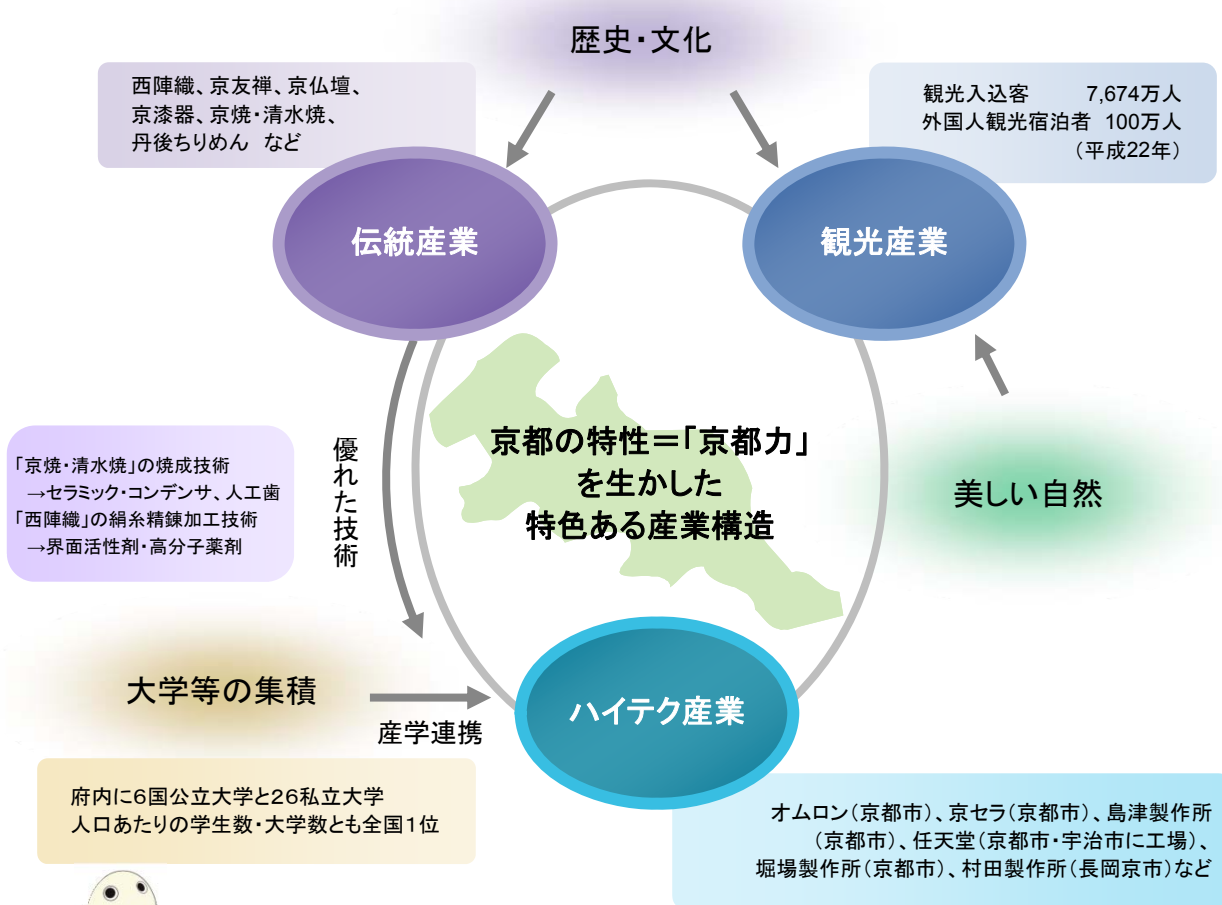 歴史・文化
西陣織、京友禅、京仏壇、
京漆器、京焼・清水焼、
丹後ちりめん など
観光入込客 7,674万人
外国人観光宿泊者 100万人
（平成22年）
伝統産業
観光産業
京都の特性＝「京都力」
を生かした
特色ある産業構造
優れた技術
「京焼・清水焼」の焼成技術
→セラミック・コンデンサ、人工歯
「西陣織」の絹糸精錬加工技術
→界面活性剤・高分子薬剤
美しい自然
大学等の集積
産学連携
ハイテク産業
府内に６国公立大学と２６私立大学
人口あたりの学生数・大学数とも全国１位
オムロン（京都市）、京セラ（京都市）、島津製作所
（京都市）、任天堂（京都市・宇治市に工場）、
堀場製作所（京都市）、村田製作所（長岡京市）など